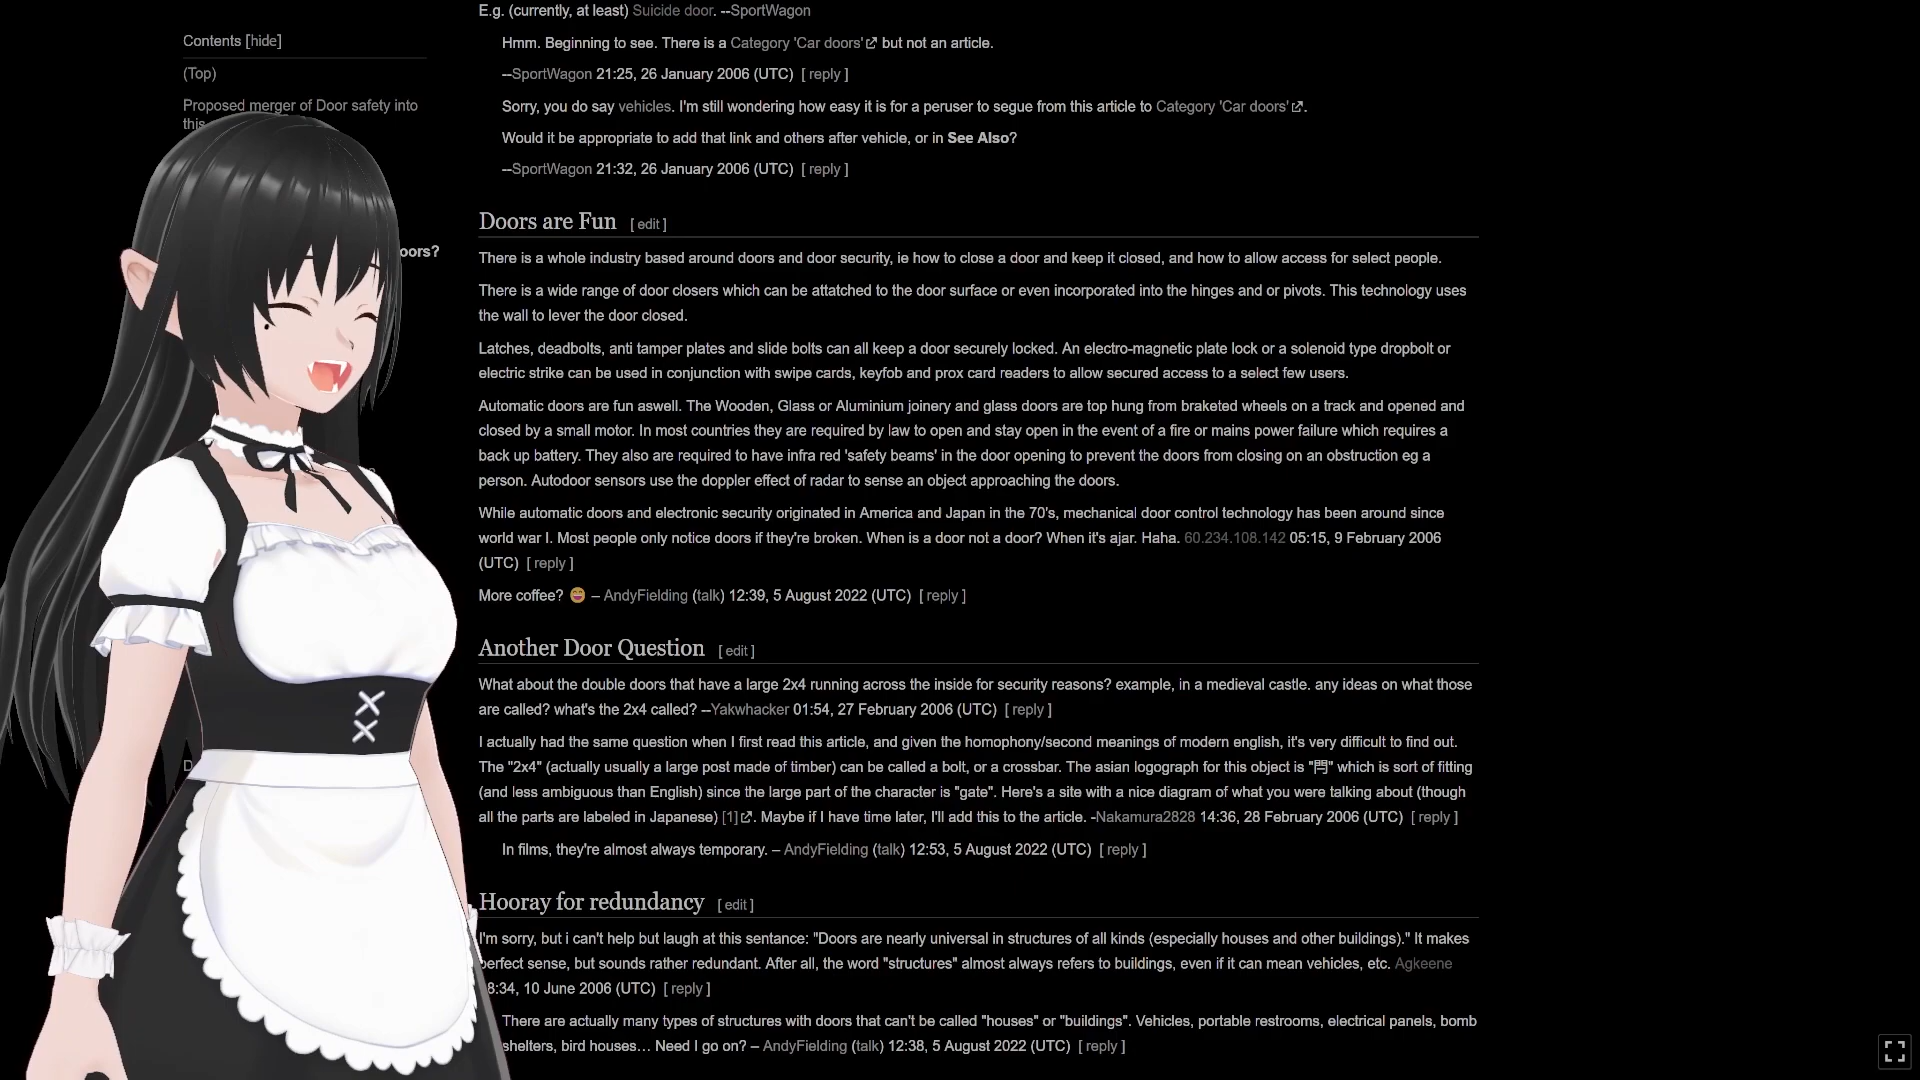 E.g. (currently, at least) Suicide door. --SportWagon
Contents [hide]
Hmm. Beginning to see. There is a Category 'Car doors' but not an article.
(Top)
--SportWagon 21:25, 26 January 2006 (UTC) [ reply ]
Proposed merger of Door safety into
this
Sorry, you do say vehicles. I'm still wondering how easy it is for a peruser to segue from this article to Category 'Car doors'.
Would it be appropriate to add that link and others after vehicle, or in See Also?
--SportWagon 21:32, 26 January 2006 (UTC) [ reply ]
Doors are Fun [ edit ]
oors?
There is a whole industry based around doors and door security, ie how to close a door and keep it closed, and how to allow access for select people.
There is a wide range of door closers which can be attatched to the door surface or even incorporated into the hinges and or pivots. This technology uses
the wall to lever the door closed.
Latches, deadbolts, anti tamper plates and slide bolts can all keep a door securely locked. An electro-magnetic plate lock or a solenoid type dropbolt or
electric strike can be used in conjunction with swipe cards, keyfob and prox card readers to allow secured access to a select few users.
Automatic doors are fun aswell. The Wooden, Glass or Aluminium joinery and glass doors are top hung from braketed wheels on a track and opened and
closed by a small motor. In most countries they are required by law to open and stay open in the event of a fire or mains power failure which requires a
back up battery. They also are required to have infra red 'safety beams' in the door opening to prevent the doors from closing on an obstruction eg a
person. Autodoor sensors use the doppler effect of radar to sense an object approaching the doors.
While automatic doors and electronic security originated in America and Japan in the 70's, mechanical door control technology has been around since
world war I. Most people only notice doors if they're broken. When is a door not a door? When it's ajar. Haha. 60.234.108.142 05:15, 9 February 2006
(UTC) [ reply ]
More coffee? 😄 – AndyFielding (talk) 12:39, 5 August 2022 (UTC) [ reply ]
Another Door Question [ edit ]
What about the double doors that have a large 2x4 running across the inside for security reasons? example, in a medieval castle. any ideas on what those
are called? what's the 2x4 called? --Yakwhacker 01:54, 27 February 2006 (UTC) [ reply ]
I actually had the same question when I first read this article, and given the homophony/second meanings of modern english, it's very difficult to find out.
The "2x4" (actually usually a large post made of timber) can be called a bolt, or a crossbar. The asian logograph for this object is "閂" which is sort of fitting
(and less ambiguous than English) since the large part of the character is "gate". Here's a site with a nice diagram of what you were talking about (though
all the parts are labeled in Japanese) [1]. Maybe if I have time later, I'll add this to the article. -Nakamura2828 14:36, 28 February 2006 (UTC) [ reply ]
In films, they're almost always temporary. – AndyFielding (talk) 12:53, 5 August 2022 (UTC) [ reply ]
Hooray for redundancy [ edit ]
I'm sorry, but i can't help but laugh at this sentence: "Doors are nearly universal in structures of all kinds (especially houses and other buildings)." It makes
perfect sense, but sounds rather redundant. After all, the word "structures" almost always refers to buildings, even if it can mean vehicles, etc. Agkeene
8:34, 10 June 2006 (UTC) [ reply ]
There are actually many types of structures with doors that can't be called "houses" or "buildings". Vehicles, portable restrooms, electrical panels, bomb
shelters, bird houses… Need I go on? – AndyFielding (talk) 12:38, 5 August 2022 (UTC) [ reply ]